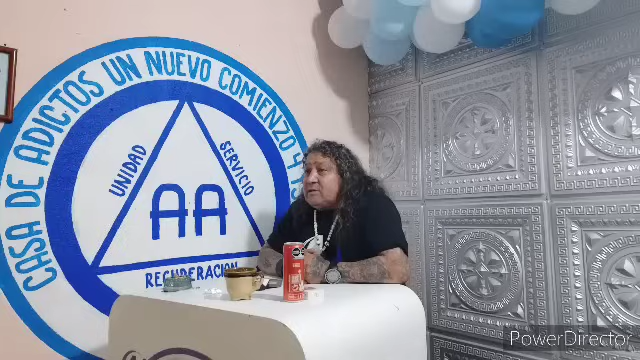 CASA DE ADICTOS UN NUEVO COMIENZO
UNIDAD
SERVICIO
AA
RECUPERACION
PowerDirector